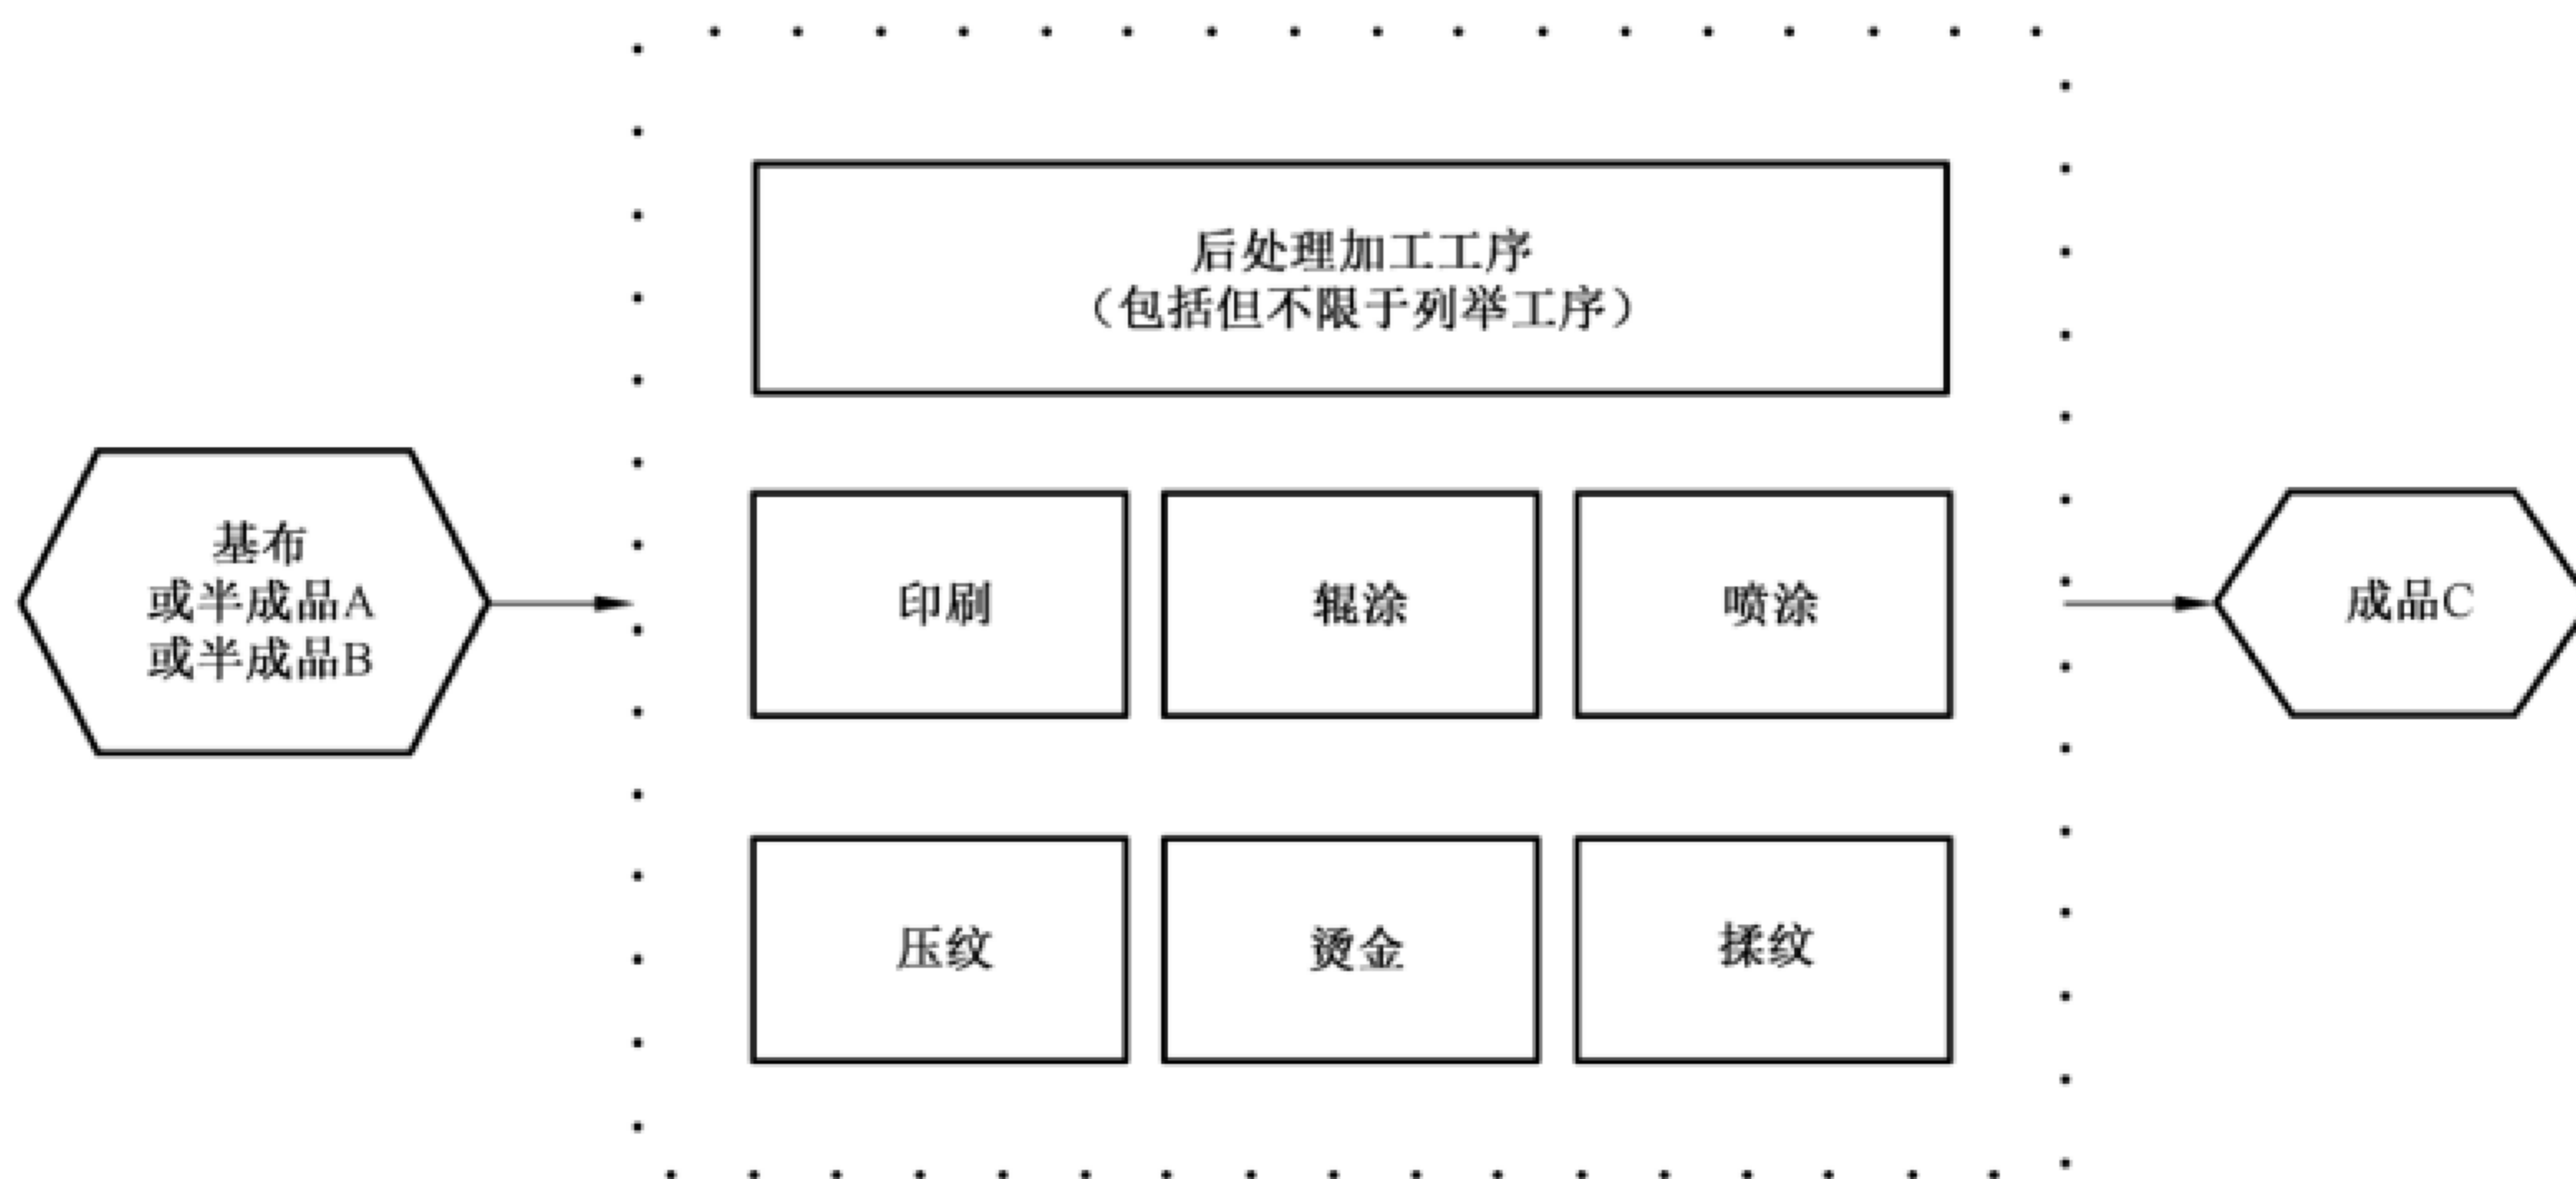 后处理加工工序
（包括但不限于列举工序）
基布
或半成品A
或半成品B
印刷
辊涂
喷涂
成品C
压纹
烫金
揉纹